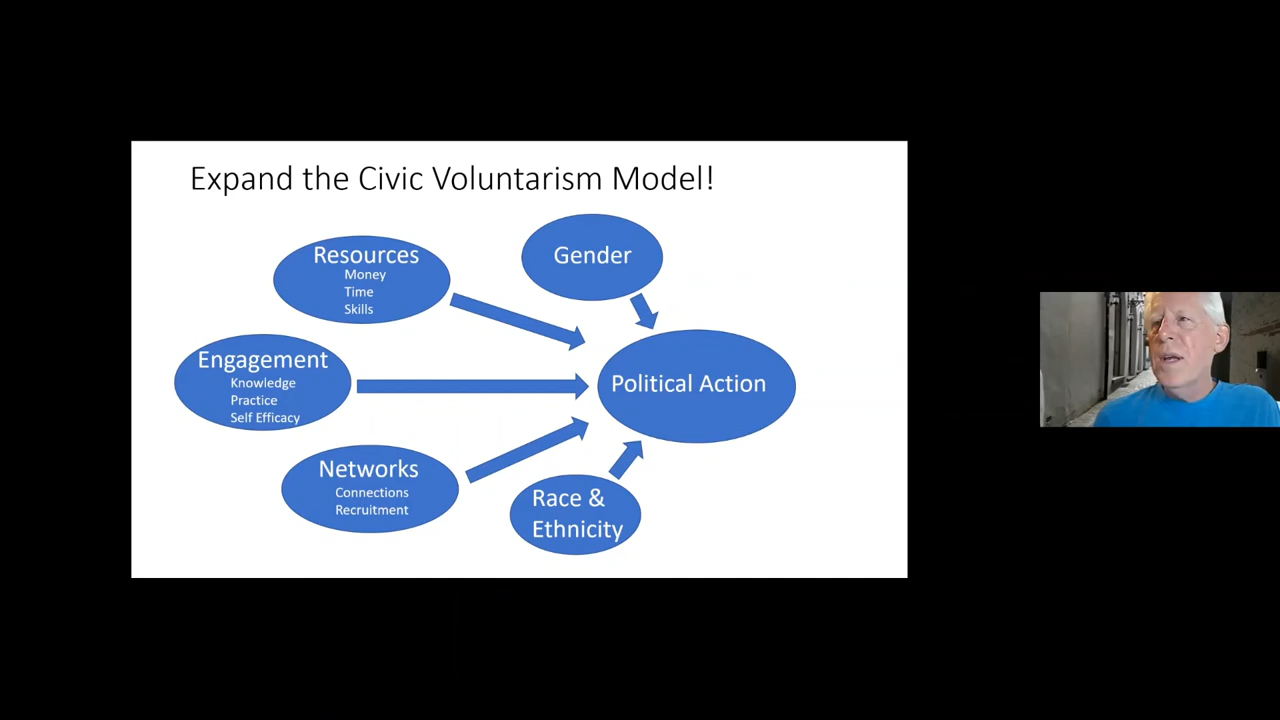 Expand the Civic Voluntarism Model!
Resources
Money
Time
Skills
Gender
Engagement
Knowledge
Practice
Self Efficacy
Political Action
Networks
Connections
Recruitment
Race &
Ethnicity